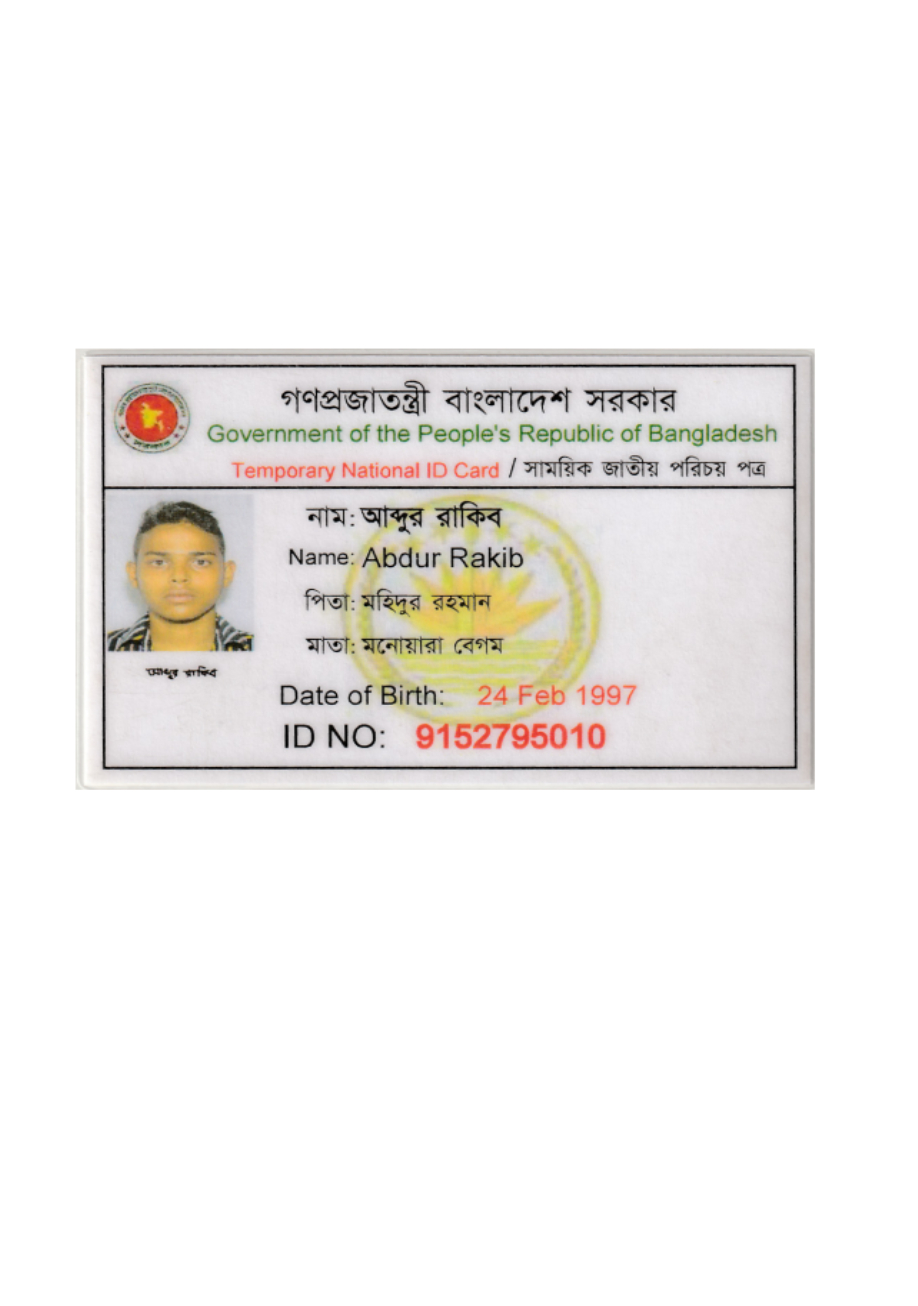 গণপ্রজাতন্ত্রী বাংলাদেশ সরকার
Government of the People's Republic of Bangladesh
Temporary National ID Card / সাময়িক জাতীয় পরিচয় পত্র
নাম: আব্দুর রাকিব
Name: Abdur Rakib
পিতা: মহিদুর রহমান
মাতা: মনোয়ারা বেগম
আব্দুর রাকিব
Date of Birth: 24 Feb 1997
ID NO: 9152795010